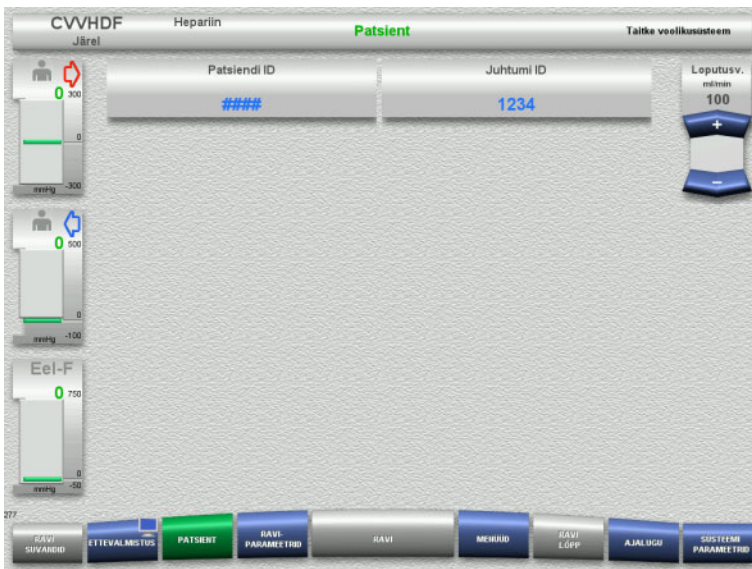 CVVHDF
Järel
Hepariin
Patsient
Taitke voolikusüsteem
0
300
0
-300
mmHg
Patsiendi ID
####
Juhtumi ID
1234
Loputusv.
ml/min
100
+
−
0
500
0
-100
mmHg
Eel-F
0
750
0
-50
mmHg
277
RAVI
SUVANDID
ETTEVALMISTUS
PATSIENT
RAVI-
PARAMEETRID
RAVI
MENÜÜD
RAVI
LÕPP
AJALUGU
SÜSTEEMI
PARAMEETRID